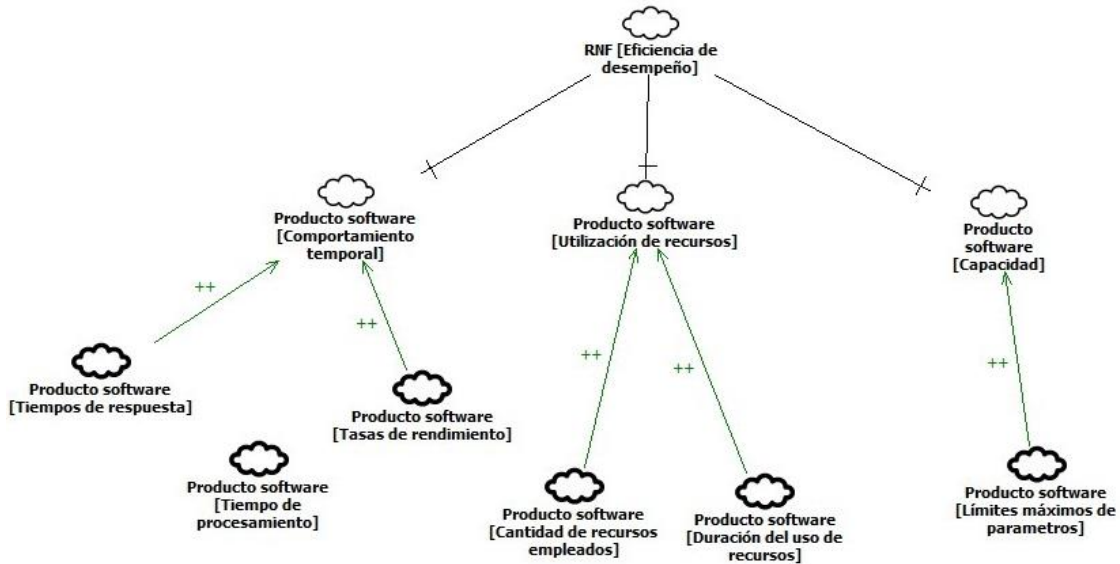 RNF [Eficiencia de
desempeño]
Producto software
[Comportamiento
temporal]
Producto software
[Utilización de recursos]
Producto
software
[Capacidad]
++
++
++
++
++
Producto software
[Tiempos de respuesta]
Producto software
[Tasas de rendimiento]
Producto software
[Tiempo de
procesamiento]
Producto software
[Cantidad de recursos
empleados]
Producto software
[Duración del uso de
recursos]
Producto software
[Límites máximos de
parametros]